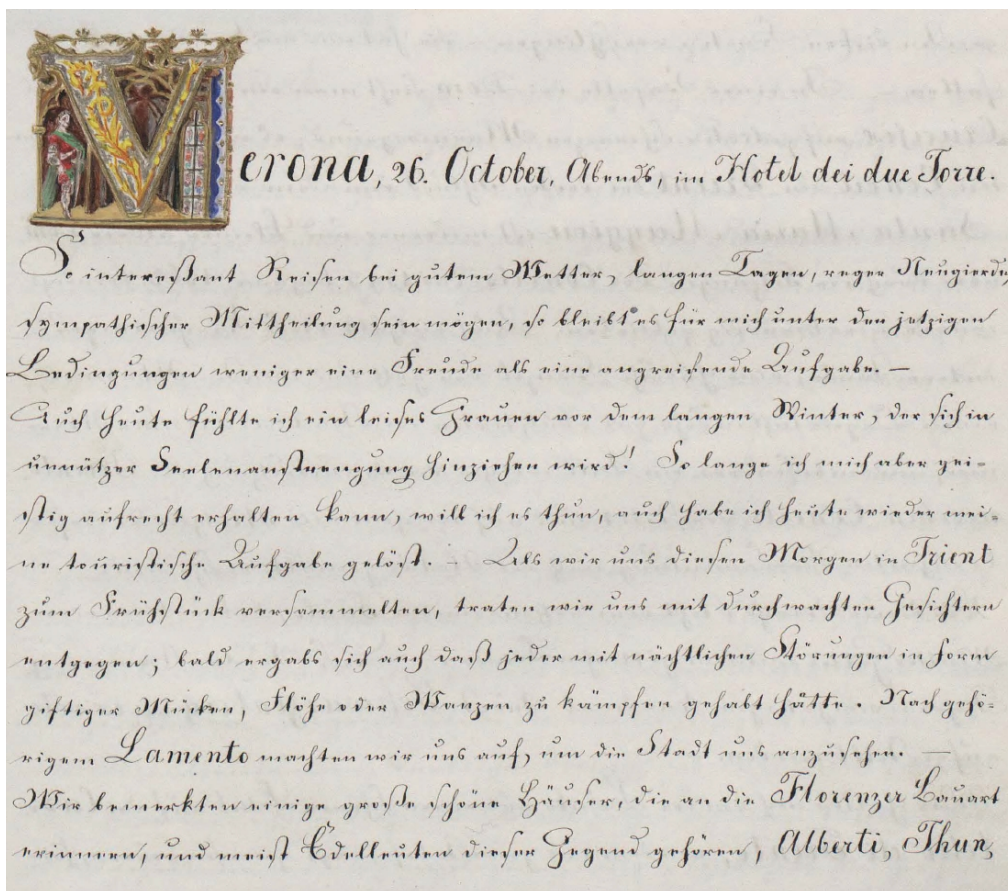 Verona, 26. October, Abends, im Hotel dei due Torre.
So intereßant Reisen bei gutem Wetter, langen Tagen, reger Neugierde,
sympathischer Mittheilung sein mögen, so bleibt es für mich unter den jetzigen
Bedingungen weniger eine Freude als eine angreifende Aufgabe. —
Auch heute fühlte ich ein leises Grauen vor dem langen Winter, der sich in
unnützer Seelenanstrengung hinziehen wird! So lange ich mich aber gei-
stig aufrecht erhalten kann, will ich es thun, auch habe ich heute wieder mei-
ne touristische Aufgabe gelöst. – Als wir uns diesen Morgen in Trient
zum Frühstück versammelten, traten wir uns mit durchwachten Gesichtern
entgegen; bald ergabs sich auch daß jeder mit nächtlichen Störungen in Form
giftiger Mücken, Flöhe oder Wanzen zu kämpfen gehabt hatte. Nach gehö-
rigem Lamento machten wir uns auf, um die Stadt uns anzusehen. —
Wir bemerkten einige große schöne Häuser, die an die Florenzer Bauart
erinnern, und meist Edelleuten dieser Gegend gehören, Alberti, Thun,